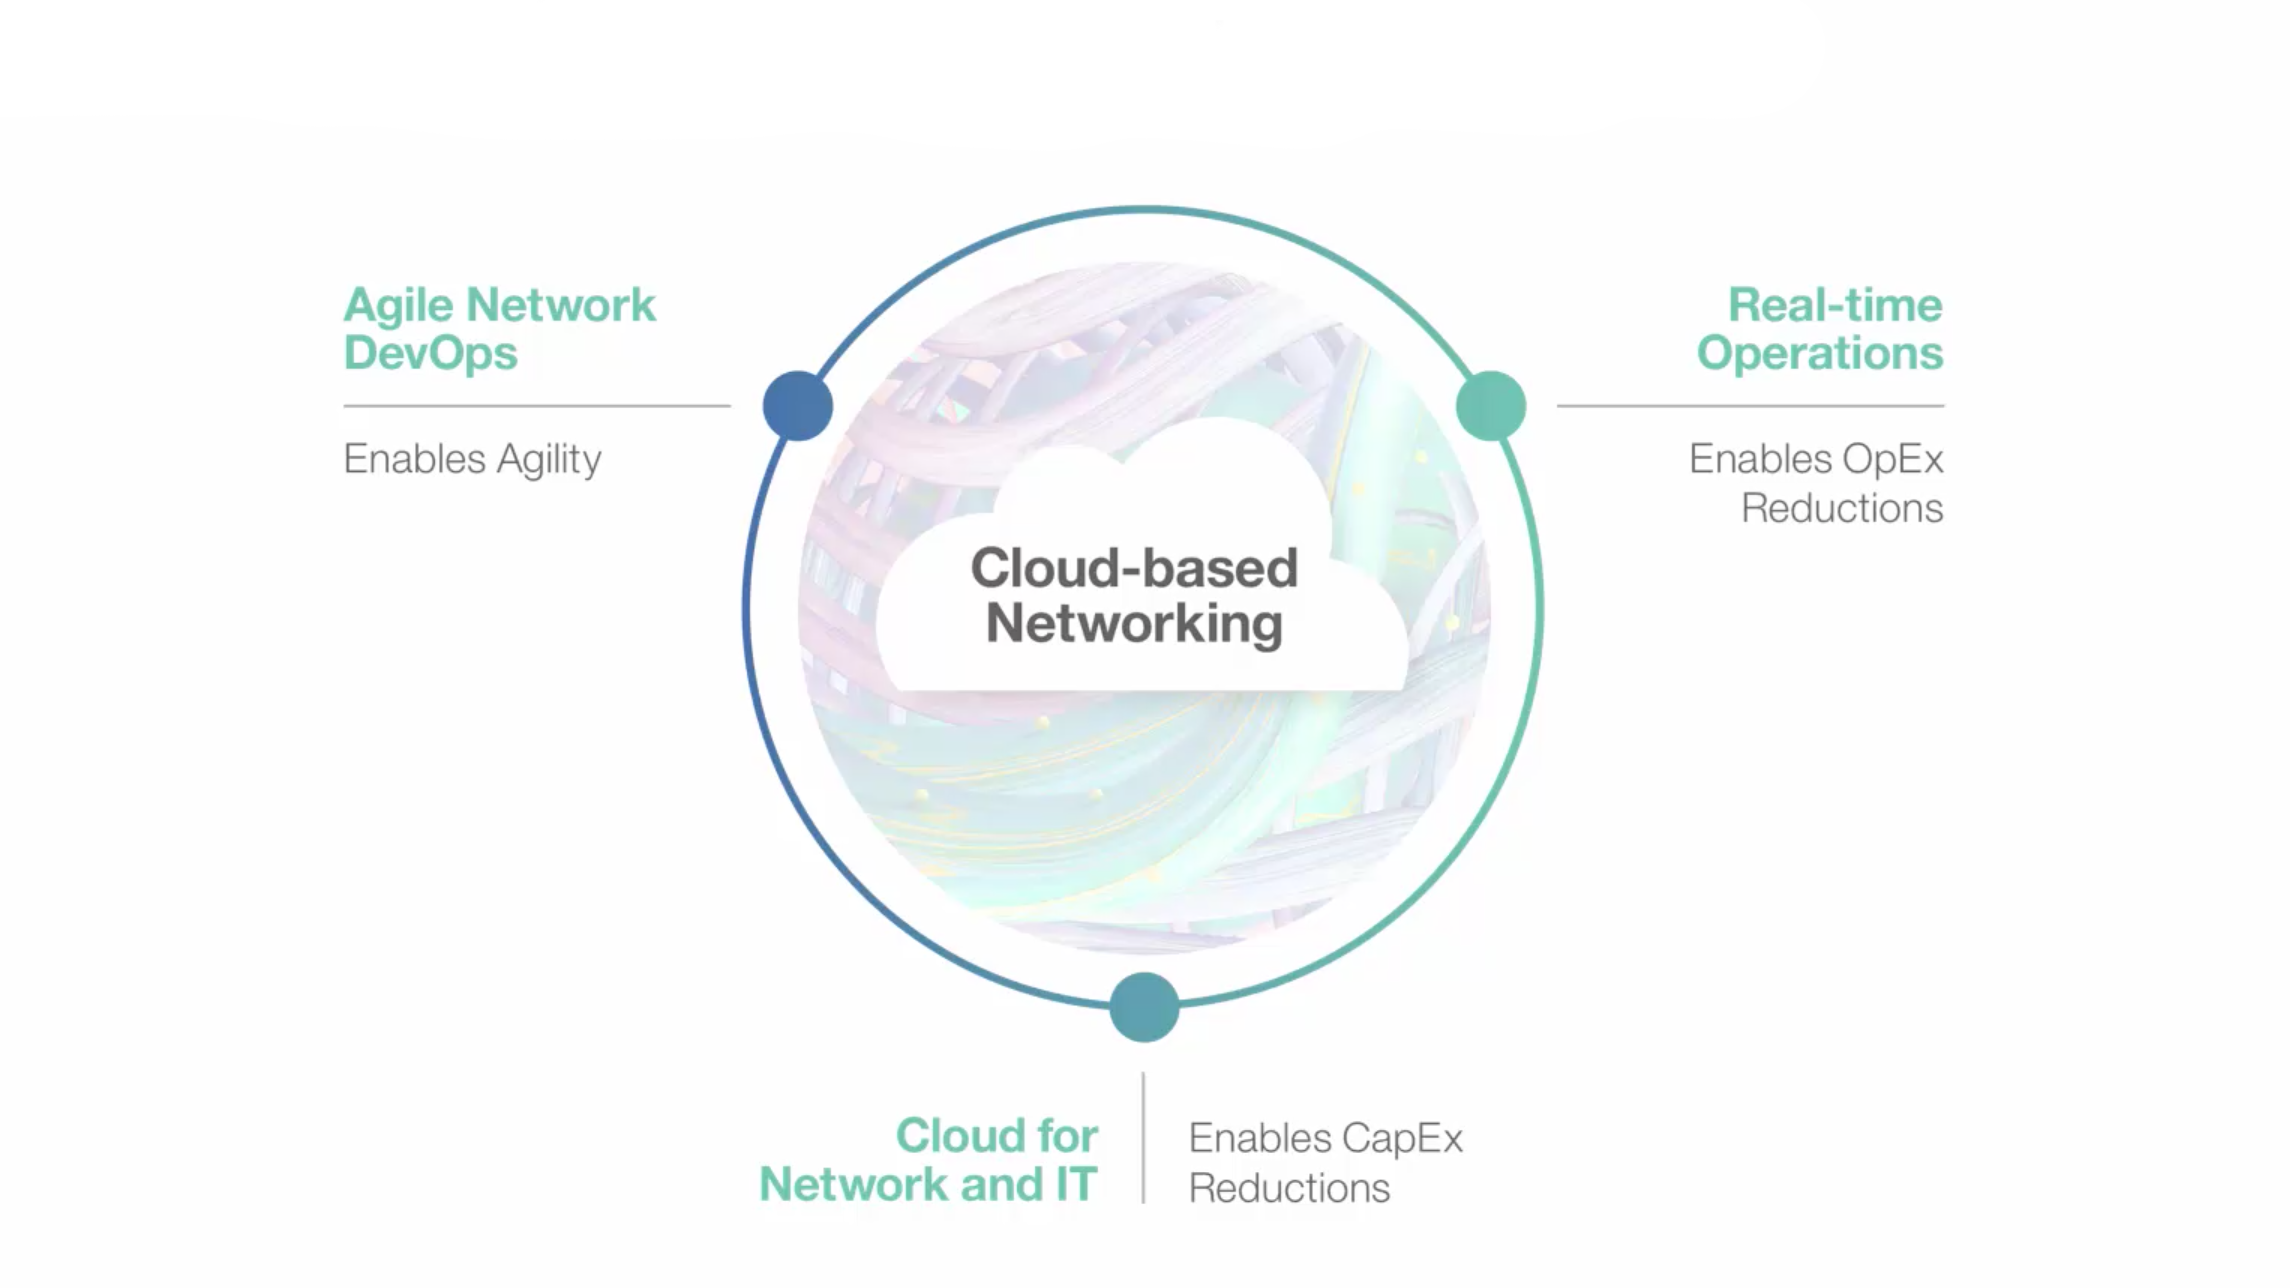 Agile Network
DevOps
Enables Agility
Real-time
Operations
Enables OpEx
Reductions
Cloud-based
Networking
Cloud for
Network and IT
Enables CapEx
Reductions